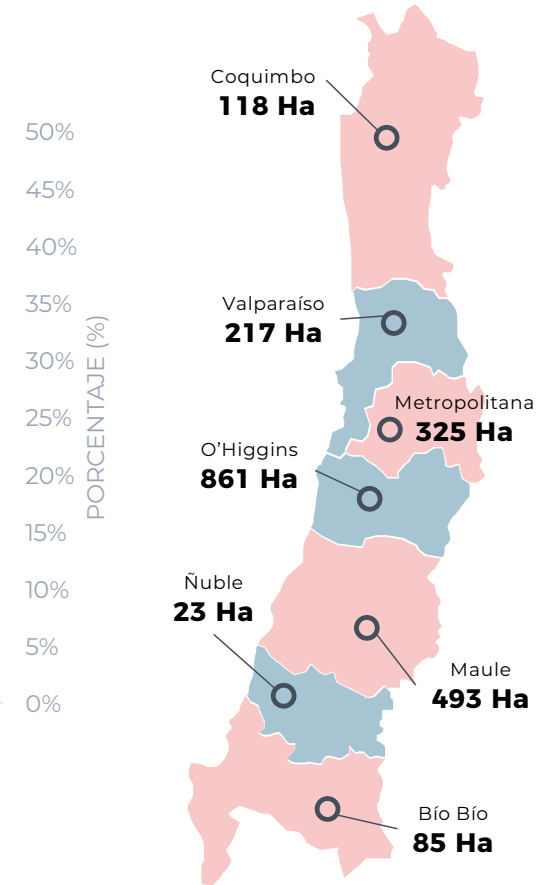 Coquimbo
118 Ha
50%
45%
40%
35%
30%
25%
20%
15%
10%
5%
0%
PORCENTAJE (%)
Valparaíso
217 Ha
Metropolitana
325 Ha
O’Higgins
861 Ha
Ñuble
23 Ha
Maule
493 Ha
Bío Bío
85 Ha